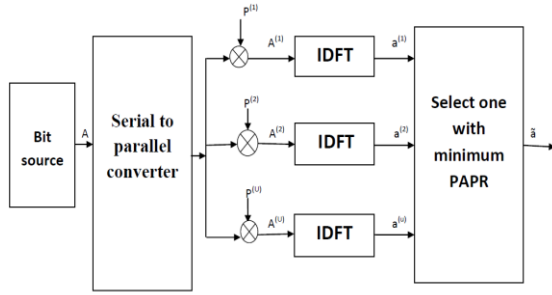 Bit
source
A
Serial to
parallel
converter
P(1)
A(1)
IDFT
a(1)
P(2)
A(2)
IDFT
a(2)
P(U)
A(U)
IDFT
a(u)
Select one
with
minimum
PAPR
ã